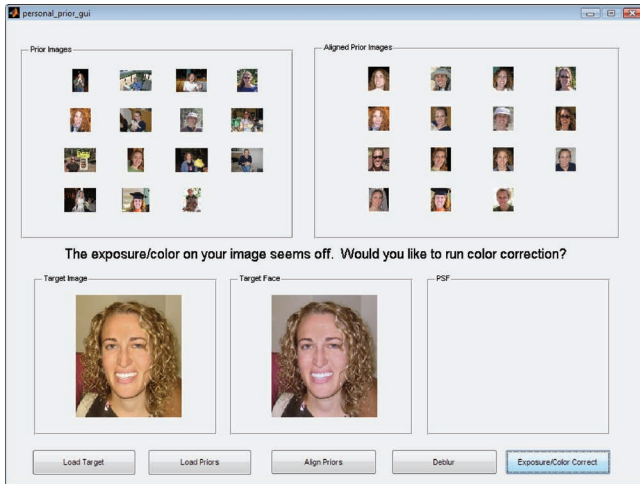 personal_prior_gui
Prior Images
Aligned Prior Images
The exposure/color on your image seems off.  Would you like to run color correction?
Target Image
Target Face
PSF
Load Target
Load Priors
Align Priors
Deblur
Exposure/Color Correct